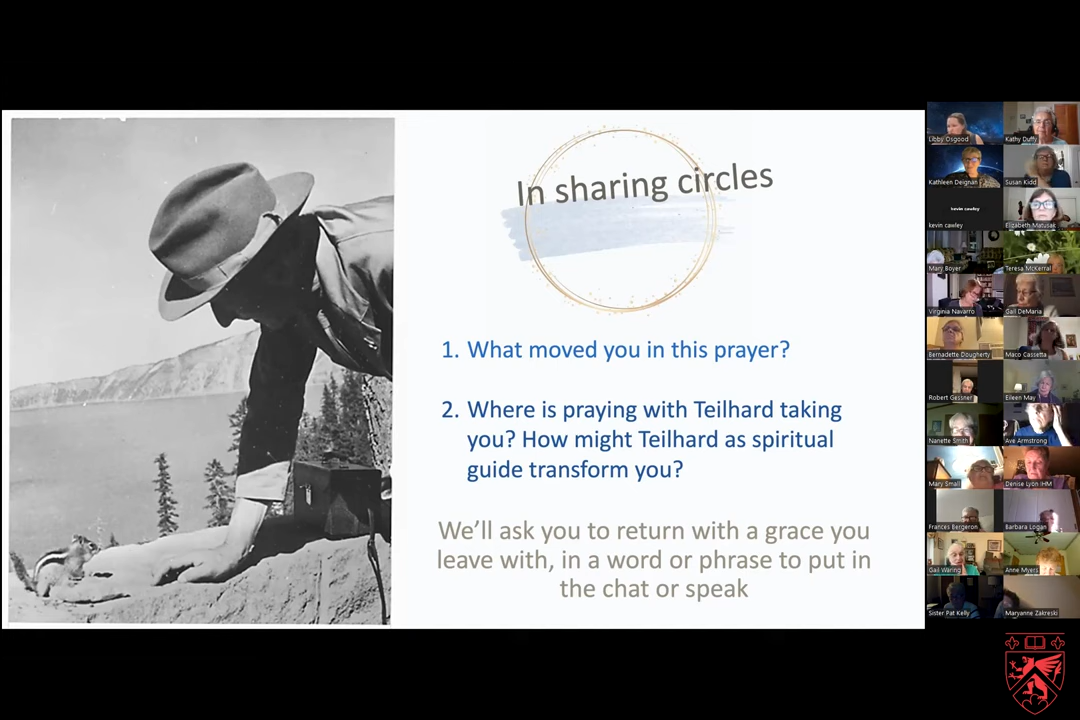 In sharing circles
1. What moved you in this prayer?
2. Where is praying with Teilhard taking
you? How might Teilhard as spiritual
guide transform you?
We'll ask you to return with a grace you
leave with, in a word or phrase to put in
the chat or speak
Libby Osgood
Kathy Duffy
Kathleen Deignan
Susan Kidd
kevin cawley
kevin cawley
Elizabeth Matusiak
Mary Boyer
Teresa McKerral
Virginia Navarro
Gail DeMaria
Bernadette Dougherty
Maco Cassetta
Robert Gessner
Eileen May
Nanette Smith
Ave Armstrong
Mary Small
Denise Lyon IHM
Frances Bergeron
Barbara Logan
Gail Waring
Anne Myers
Sister Pat Kelly
Maryanne Zakreski